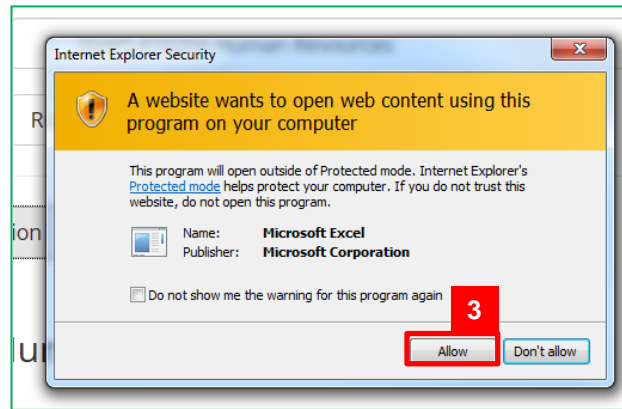 Human Resources
Internet Explorer Security
R
A website wants to open web content using this
program on your computer
This program will open outside of Protected mode. Internet Explorer's
Protected mode helps protect your computer. If you do not trust this
website, do not open this program.
ion
Name: Microsoft Excel
Publisher: Microsoft Corporation
Do not show me the warning for this program again
3
Allow
Don't allow